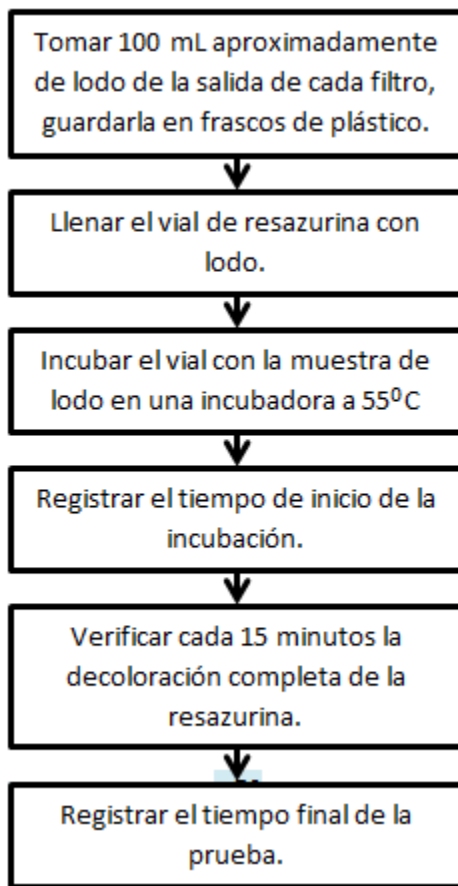 Tomar 100 mL aproximadamente
de lodo de la salida de cada filtro,
guardarla en frascos de plástico.
Llenar el vial de resazurina con
lodo.
Incubar el vial con la muestra de
lodo en una incubadora a 55⁰C
Registrar el tiempo de inicio de la
incubación.
Verificar cada 15 minutos la
decoloración completa de la
resazurina.
Registrar el tiempo final de la
prueba.